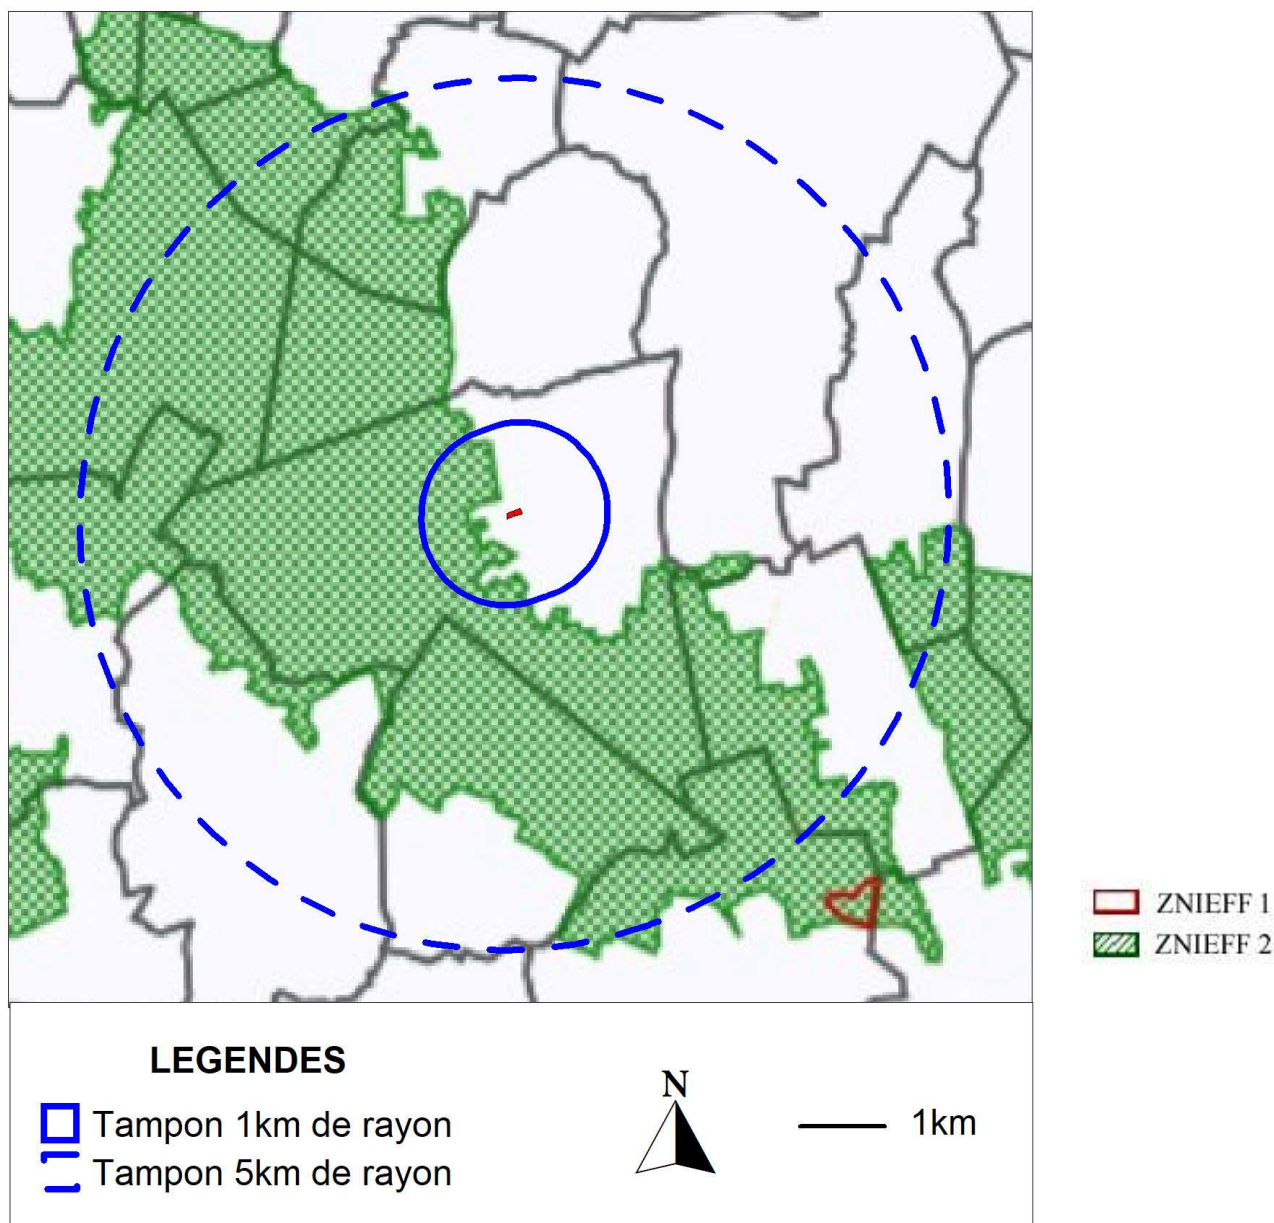 ZNIEFF 1
ZNIEFF 2
LEGENDES
Tampon 1km de rayon
Tampon 5km de rayon
N
1km